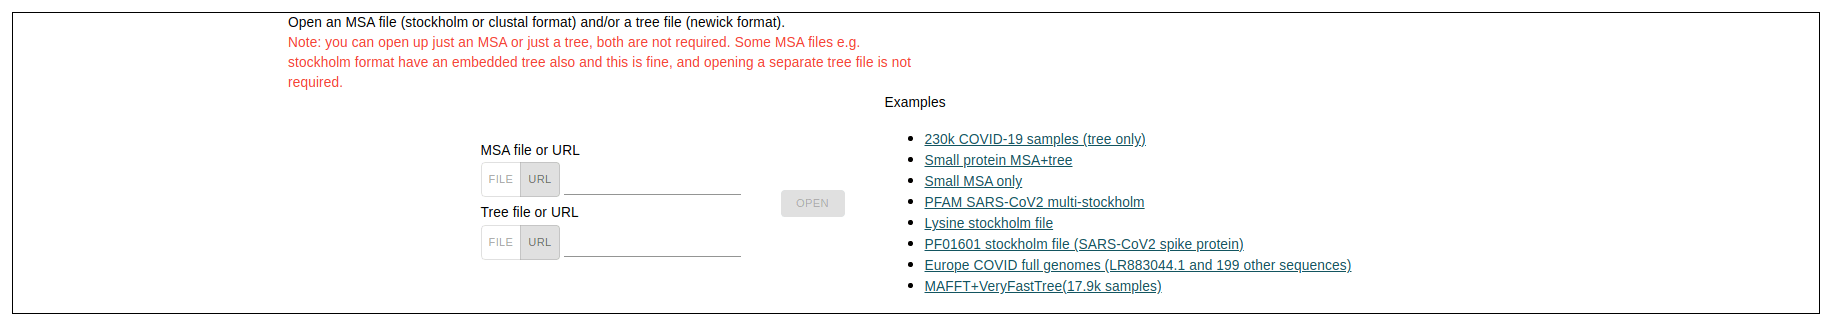 Open an MSA file (stockholm or clustal format) and/or a tree file (newick format).
Note: you can open up just an MSA or just a tree, both are not required. Some MSA files e.g.
stockholm format have an embedded tree also and this is fine, and opening a separate tree file is not
required.
MSA file or URL
FILE URL
Tree file or URL
FILE URL
OPEN
Examples
230k COVID-19 samples (tree only)
Small protein MSA+tree
Small MSA only
PFAM SARS-CoV2 multi-stockholm
Lysine stockholm file
PF01601 stockholm file (SARS-CoV2 spike protein)
Europe COVID full genomes (LR883044.1 and 199 other sequences)
MAFFT+VeryFastTree(17.9k samples)